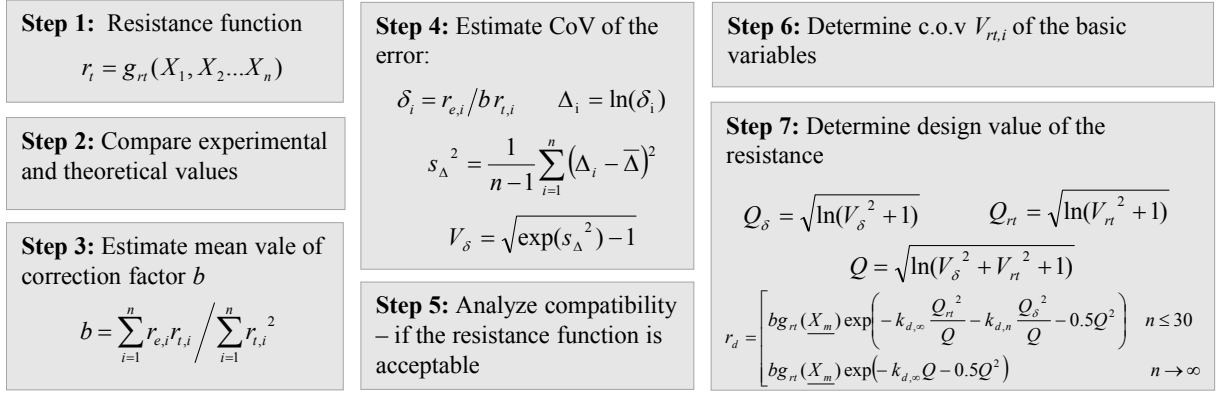 Step 1: Resistance function
r_t = g_rt(X_1, X_2...X_n)
Step 2: Compare experimental
and theoretical values
Step 3: Estimate mean vale of
correction factor b
b = ∑_{i=1}^{n} r_{e,i} r_{t,i} / ∑_{i=1}^{n} r_{t,i}^2
Step 4: Estimate CoV of the
error:
δ_i = r_{e,i}/b r_{t,i} Δ_i = ln(δ_i)
s_Δ^2 = 1/(n−1) ∑_{i=1}^{n} (Δ_i − Δ̅)^2
V_δ = √(exp(s_Δ^2) − 1)
Step 5: Analyze compatibility
– if the resistance function is
acceptable
Step 6: Determine c.o.v V_{rt,i} of the basic
variables
Step 7: Determine design value of the
resistance
Q_δ = √(ln(V_δ^2 + 1)) Q_rt = √(ln(V_rt^2 + 1))
Q = √(ln(V_δ^2 + V_rt^2 + 1))
r_d = [ b g_rt(X_m) exp(− k_{d,∞} Q_rt^2/Q − k_{d,n} Q_δ^2/Q − 0.5Q^2) n ≤ 30
b g_rt(X_m) exp(− k_{d,∞} Q − 0.5Q^2) n → ∞